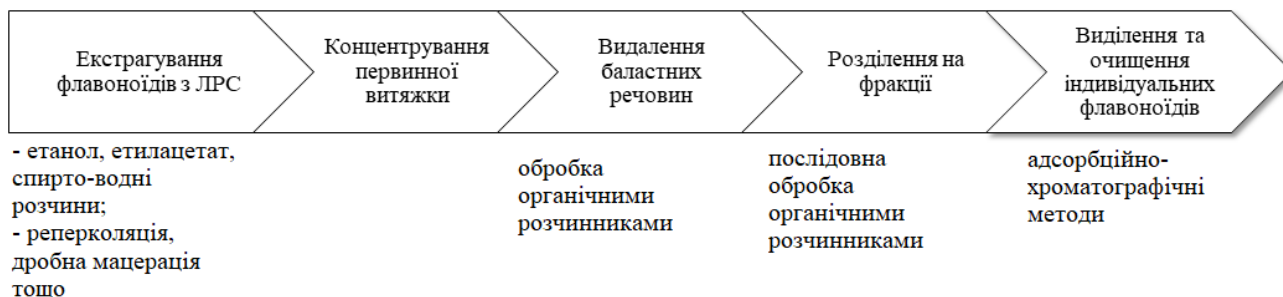 Екстрагування
флавоноїдів з ЛРС
Концентрування
первинної
витяжки
Видалення
баластних
речовин
Розділення на
фракції
Виділення та
очищення
індивідуальних
флавоноїдів
- етанол, етилацетат,
спирто-водні
розчини;
- реперколяція,
дробна мацерація
тощо
обробка
органічними
розчинниками
послідовна
обробка
органічними
розчинниками
адсорбційно-
хроматографічні
методи